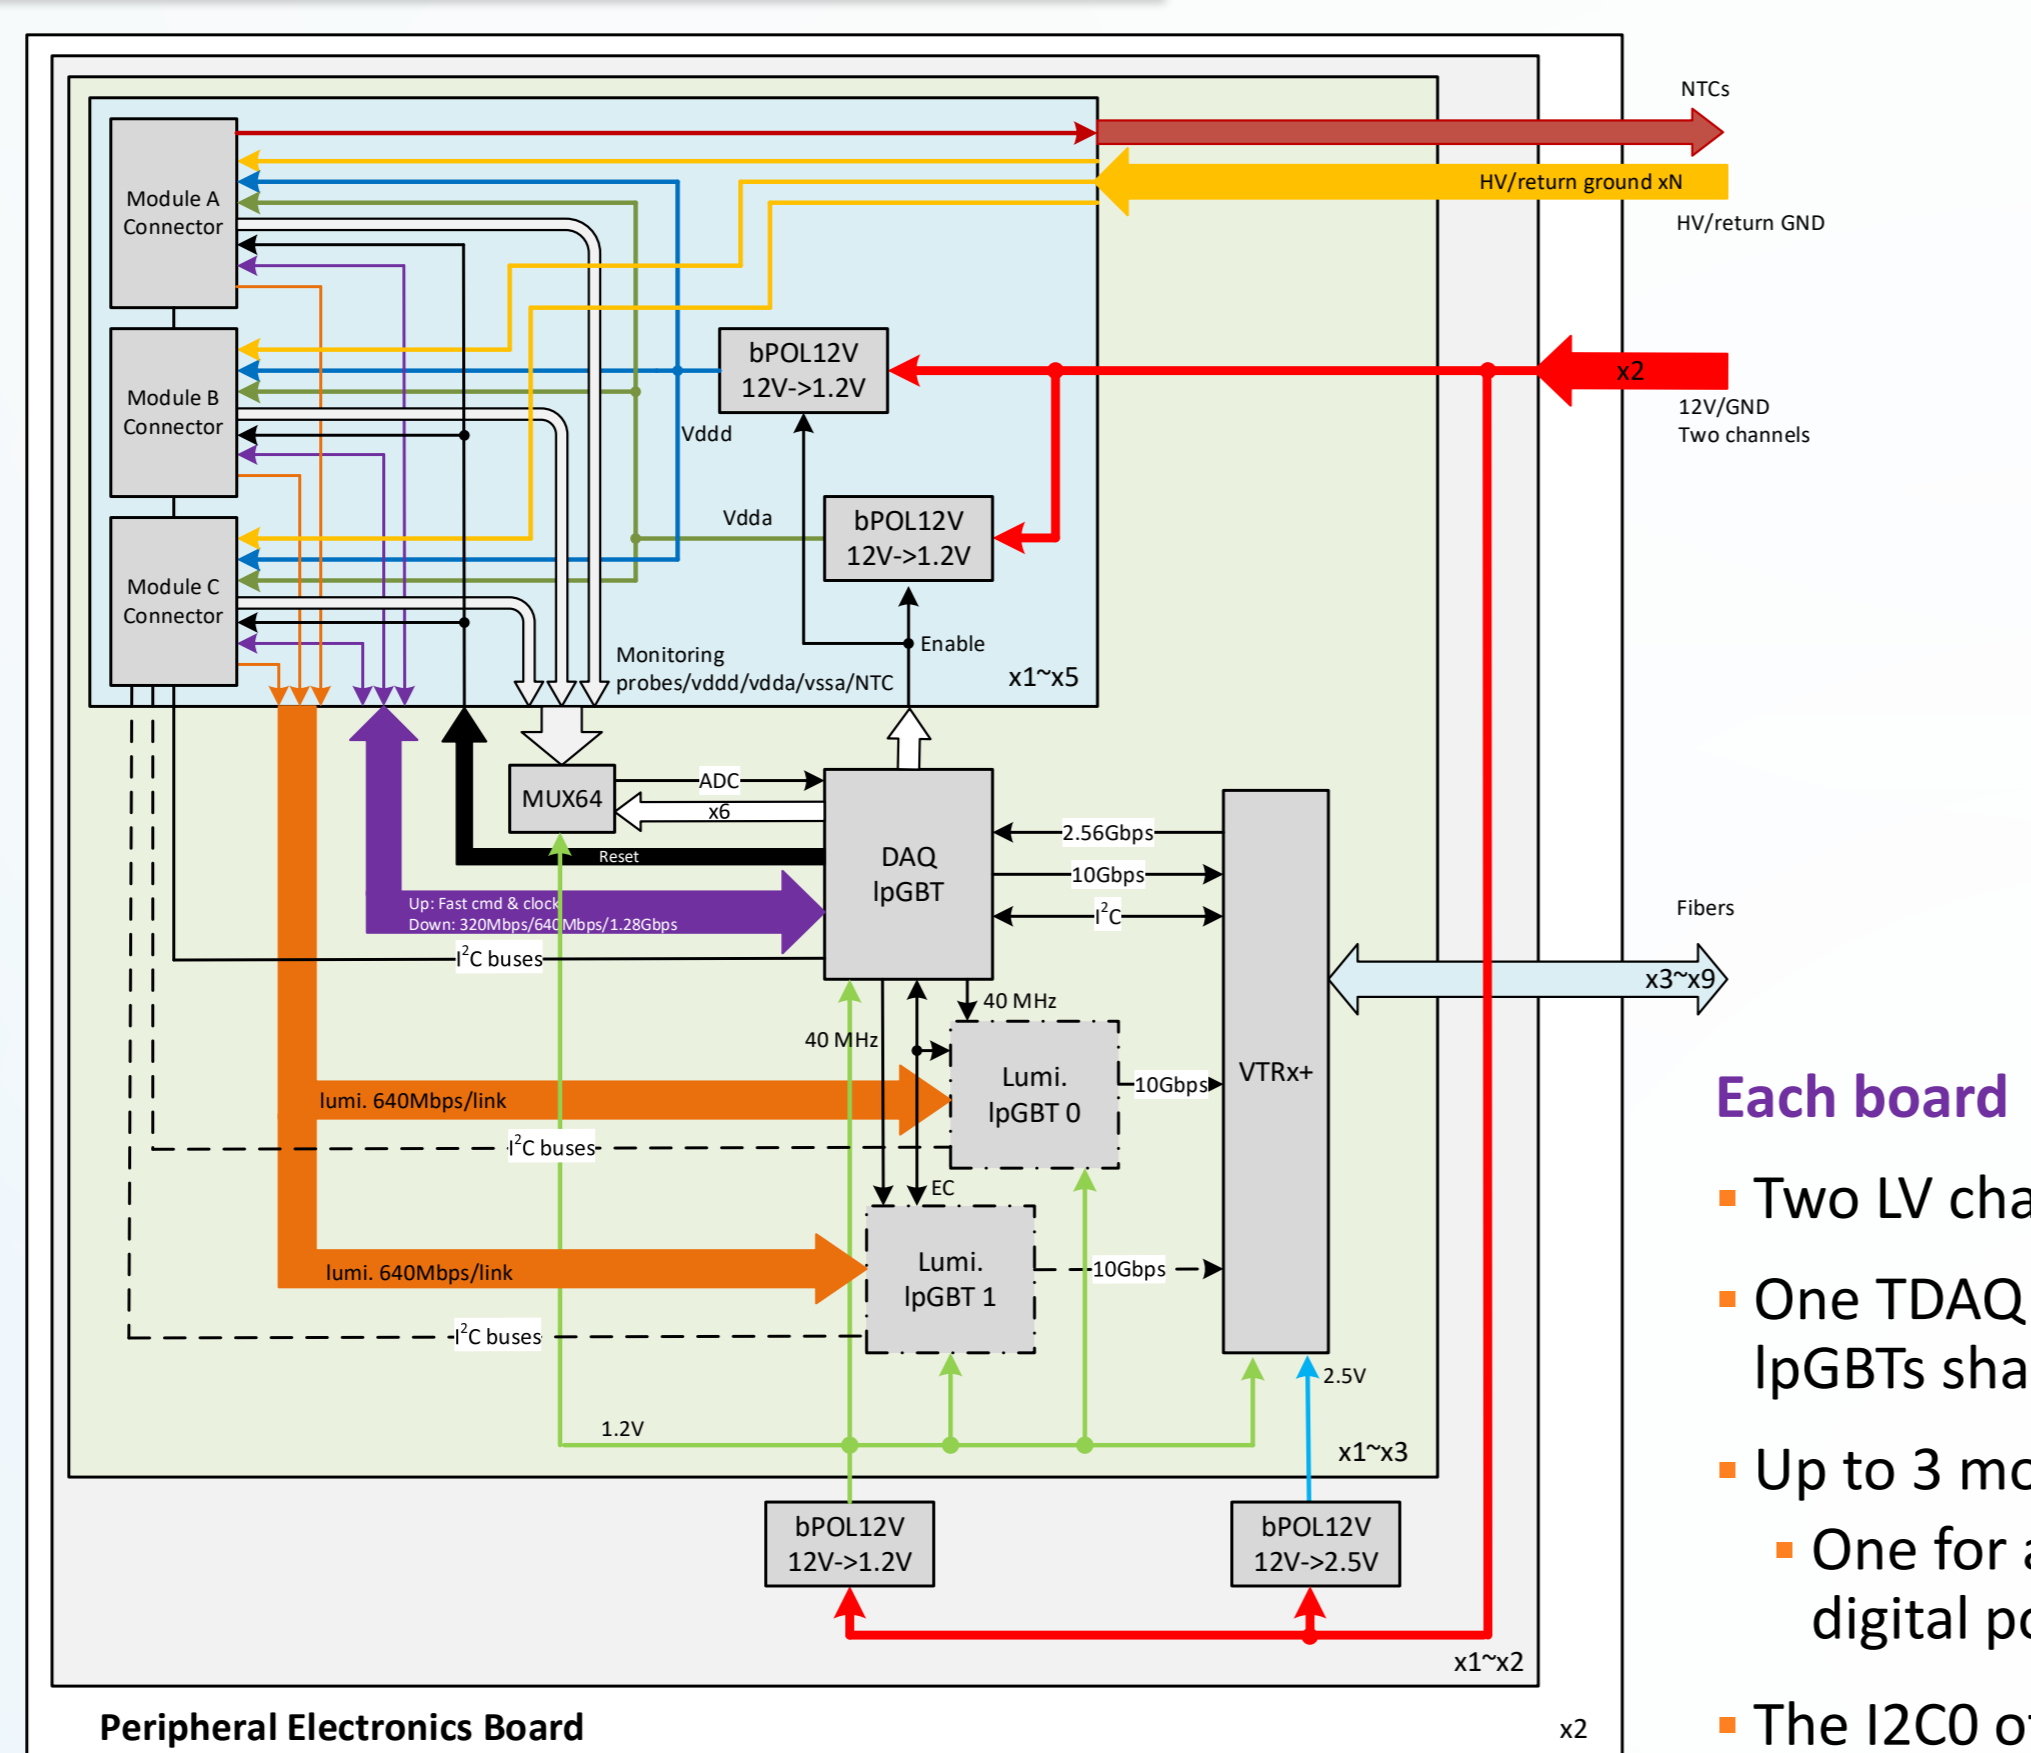 NTCs
HV/return ground xN
HV/return GND
Module A
Connector
bPOL12V
12V->1.2V
x2
12V/GND
Two channels
Module B
Connector
Vddd
Vdda
bPOL12V
12V->1.2V
Module C
Connector
Enable
Monitoring
probes/vddd/vdda/vssa/NTC
x1~x5
MUX64
ADC
x6
Reset
DAQ
lpGBT
2.56Gbps
10Gbps
I²C
Up: Fast cmd & clock
Down: 320Mbps/640Mbps/1.28Gbps
I²C buses
Fibers
x3~x9
40 MHz
40 MHz
Lumi.
lpGBT 0
10Gbps
VTRx+
lumi. 640Mbps/link
I²C buses
EC
Lumi.
lpGBT 1
10Gbps
lumi. 640Mbps/link
I²C buses
2.5V
1.2V
x1~x3
bPOL12V
12V->1.2V
bPOL12V
12V->2.5V
x1~x2
Peripheral Electronics Board
x2
Each board
Two LV cha
One TDAQ
lpGBTs sha
Up to 3 mo
One for a
digital po
The I2C0 of